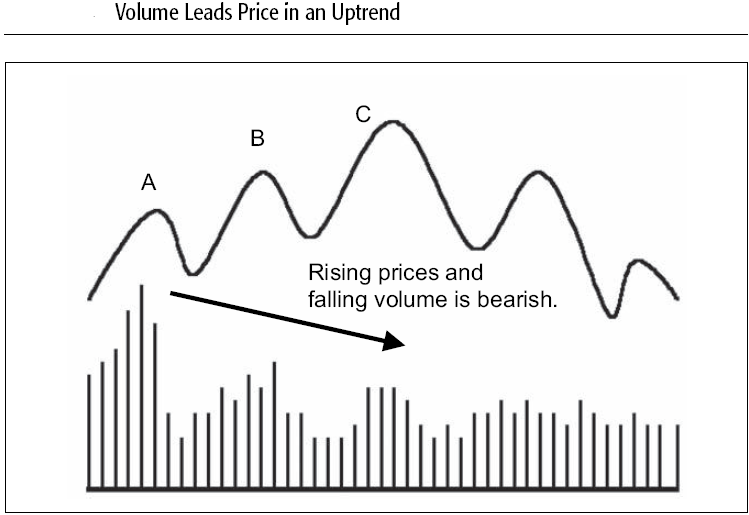 Volume Leads Price in an Uptrend
C
B
A
Rising prices and
falling volume is bearish.